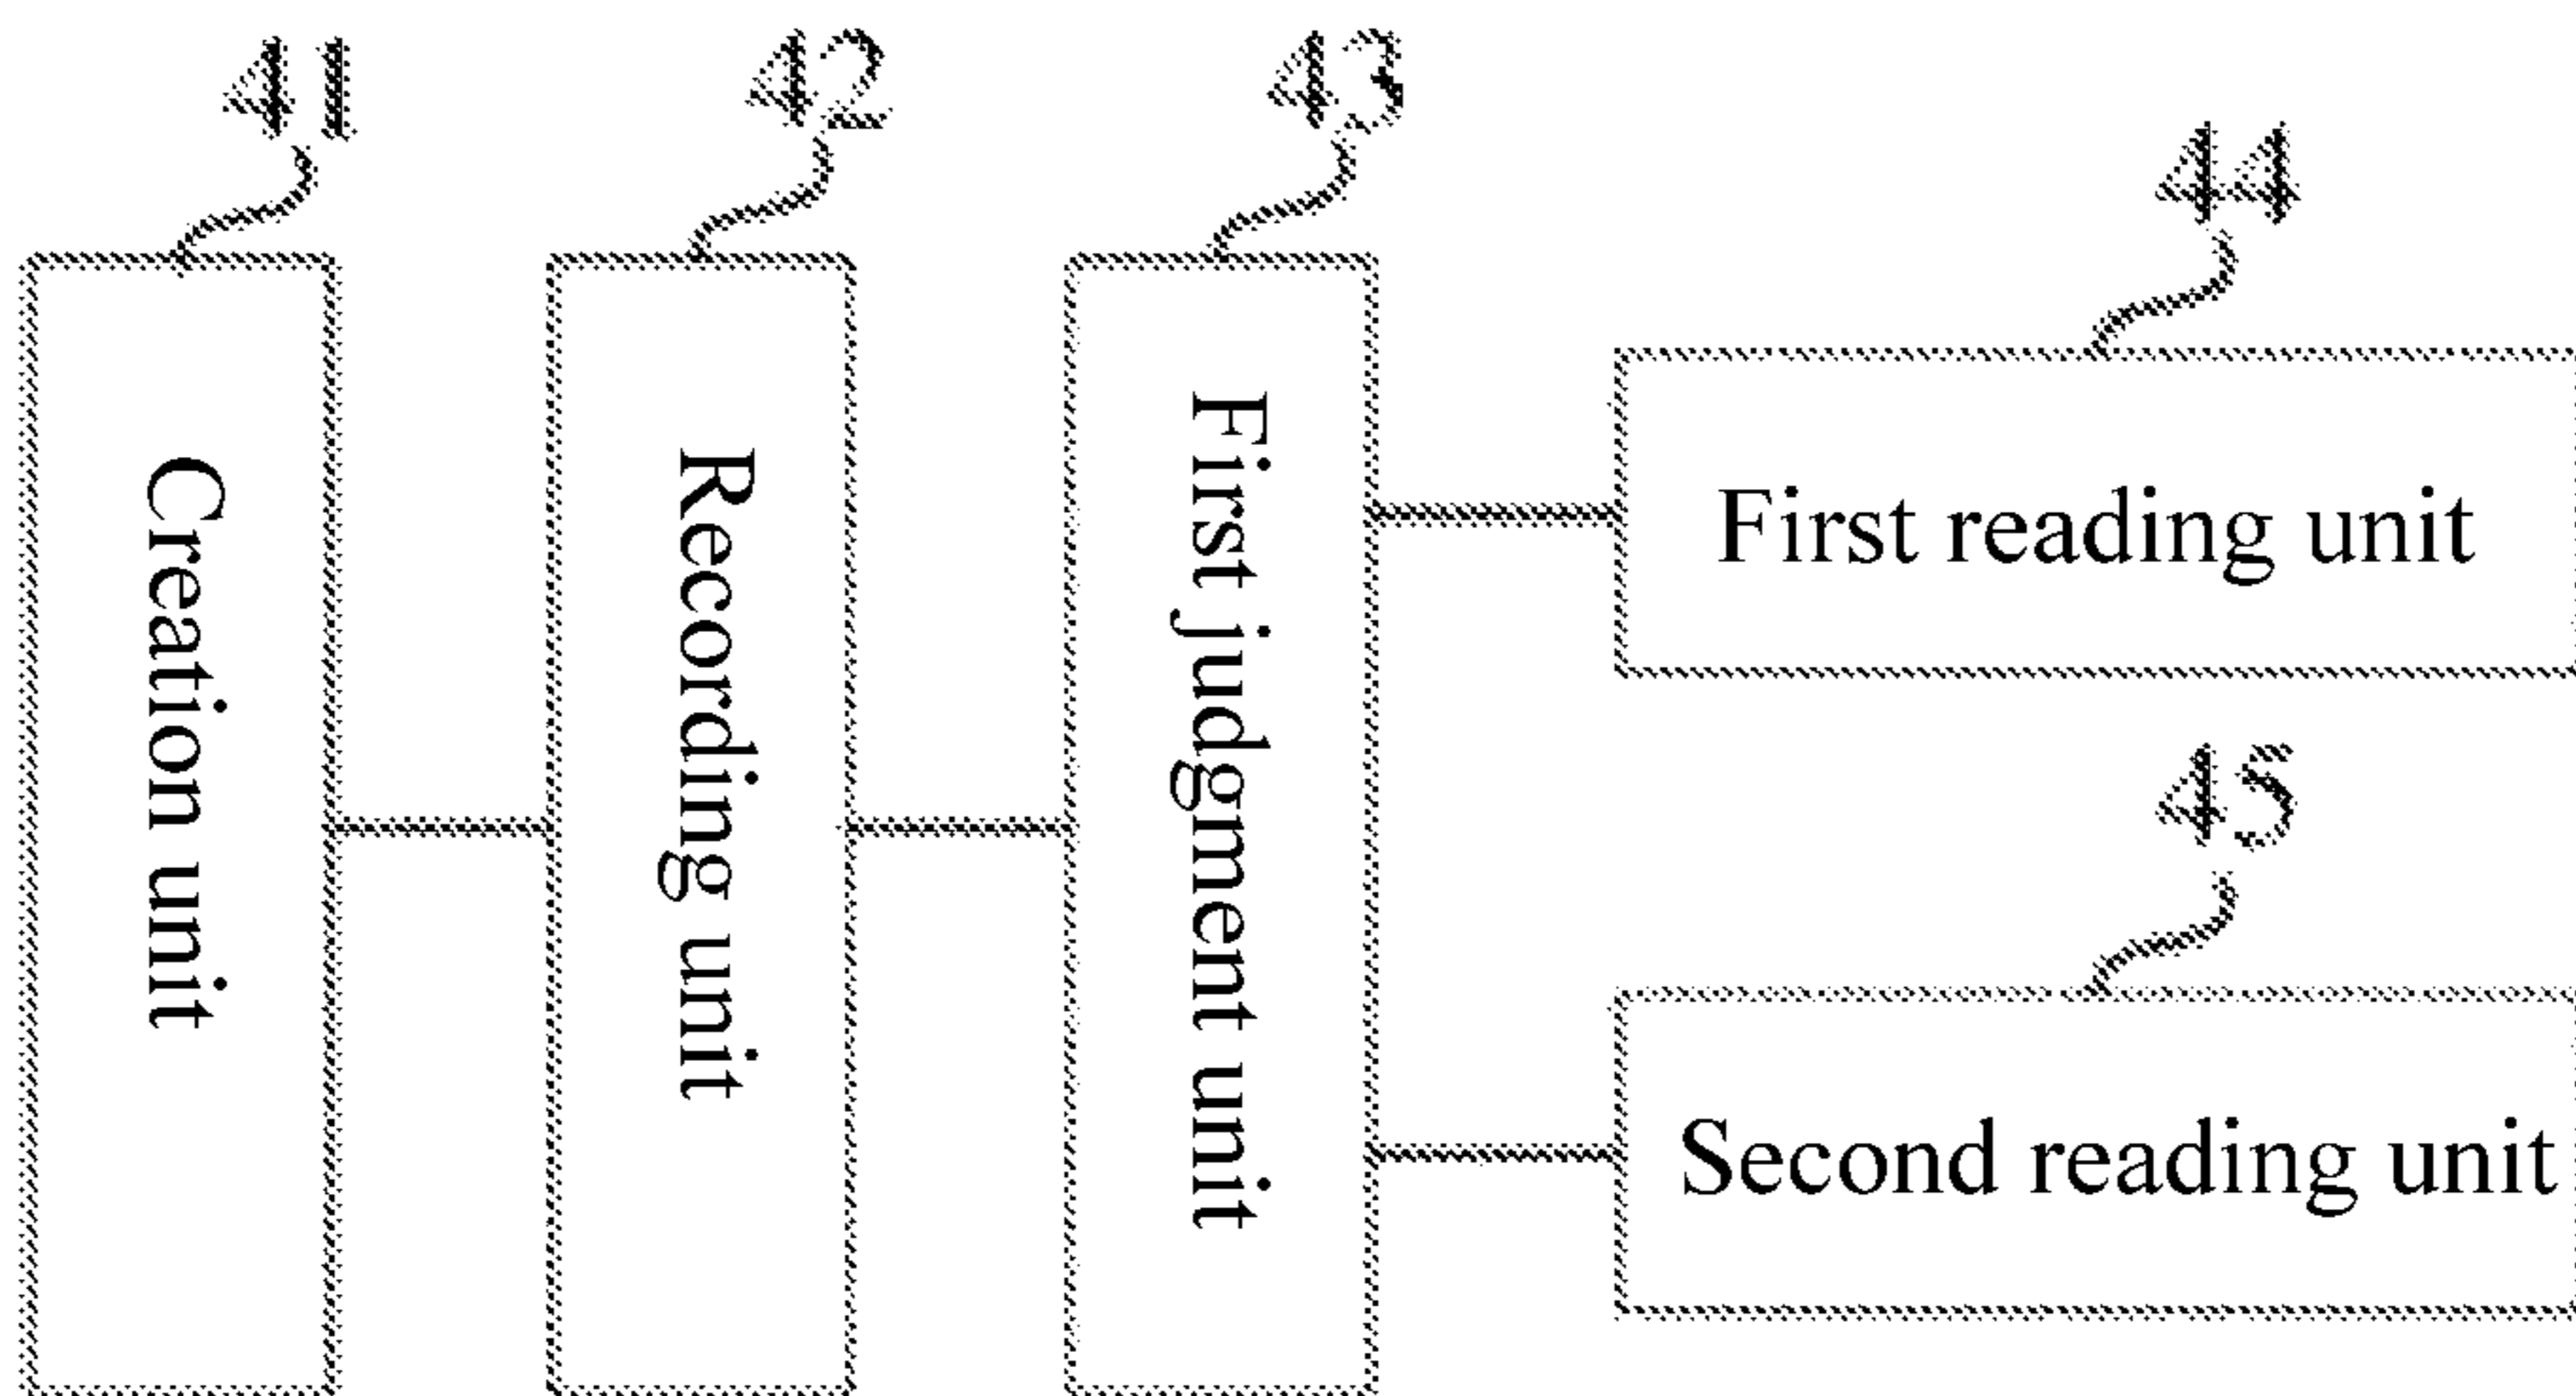 41
42
43
44
45
Creation unit
Recording unit
First judgment unit
First reading unit
Second reading unit